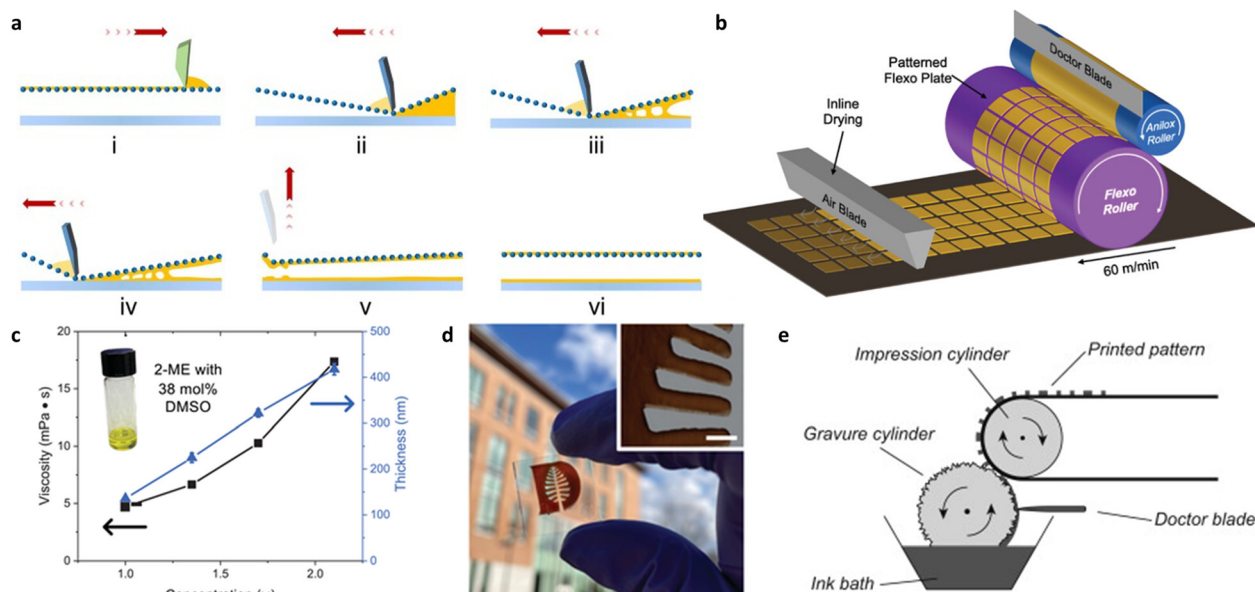 a
i
ii
iii
iv
v
vi
b
Doctor Blade
Patterned
Flexo Plate
Anilox
Roller
Inline
Drying
Air Blade
Flexo
Roller
60 m/min
c
20
15
10
5
0
Viscosity (mPa • s)
2-ME with
38 mol%
DMSO
500
400
300
200
100
0
Thickness (nm)
1.0
1.5
2.0
d
e
Impression cylinder
Printed pattern
Gravure cylinder
Doctor blade
Ink bath